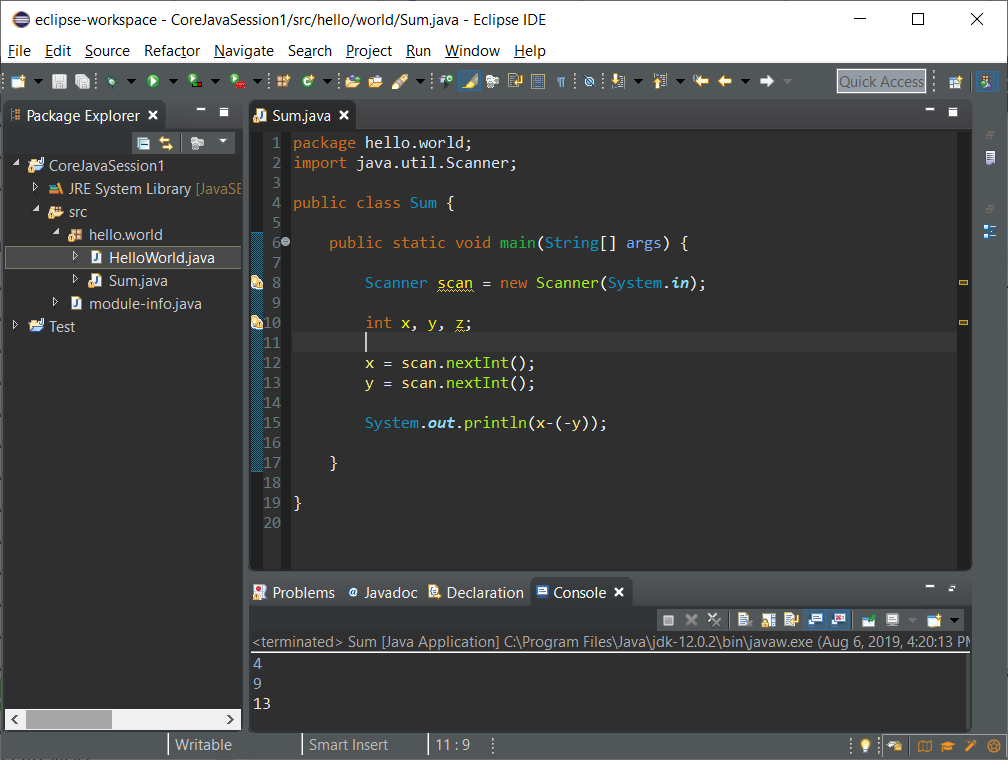 eclipse-workspace - CoreJavaSession1/src/hello/world/Sum.java - Eclipse IDE
File Edit Source Refactor Navigate Search Project Run Window Help
Quick Access
Package Explorer
CoreJavaSession1
JRE System Library [JavaSE
src
hello.world
HelloWorld.java
Sum.java
module-info.java
Test
Sum.java
1 package hello.world;
2 import java.util.Scanner;
3
4 public class Sum {
5
6 public static void main(String[] args) {
7
8 Scanner scan = new Scanner(System.in);
9
10 int x, y, z;
11
12 x = scan.nextInt();
13 y = scan.nextInt();
14
15 System.out.println(x-(-y));
16
17 }
18
19 }
20
Problems Javadoc Declaration Console
<terminated> Sum [Java Application] C:\Program Files\Java\jdk-12.0.2\bin\javaw.exe (Aug 6, 2019, 4:20:13 PM
4
9
13
Writable Smart Insert 11 : 9